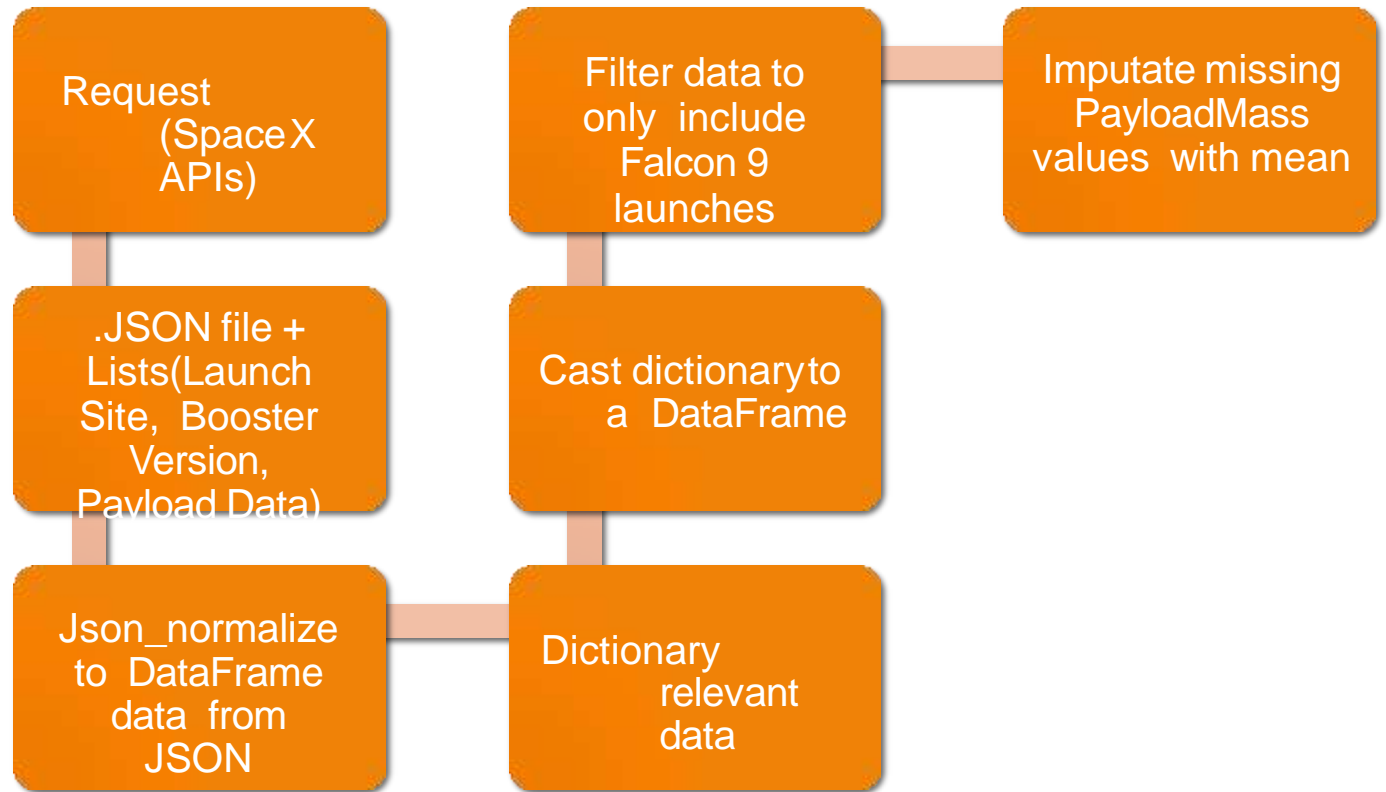 Request
(SpaceX
APIs)
.JSON file +
Lists(Launch
Site, Booster
Version,
Payload Data)
Json_normalize
to DataFrame
data from
JSON
Dictionary
relevant
data
Cast dictionary to
a DataFrame
Filter data to
only include
Falcon 9
launches
Imputate missing
PayloadMass
values with mean